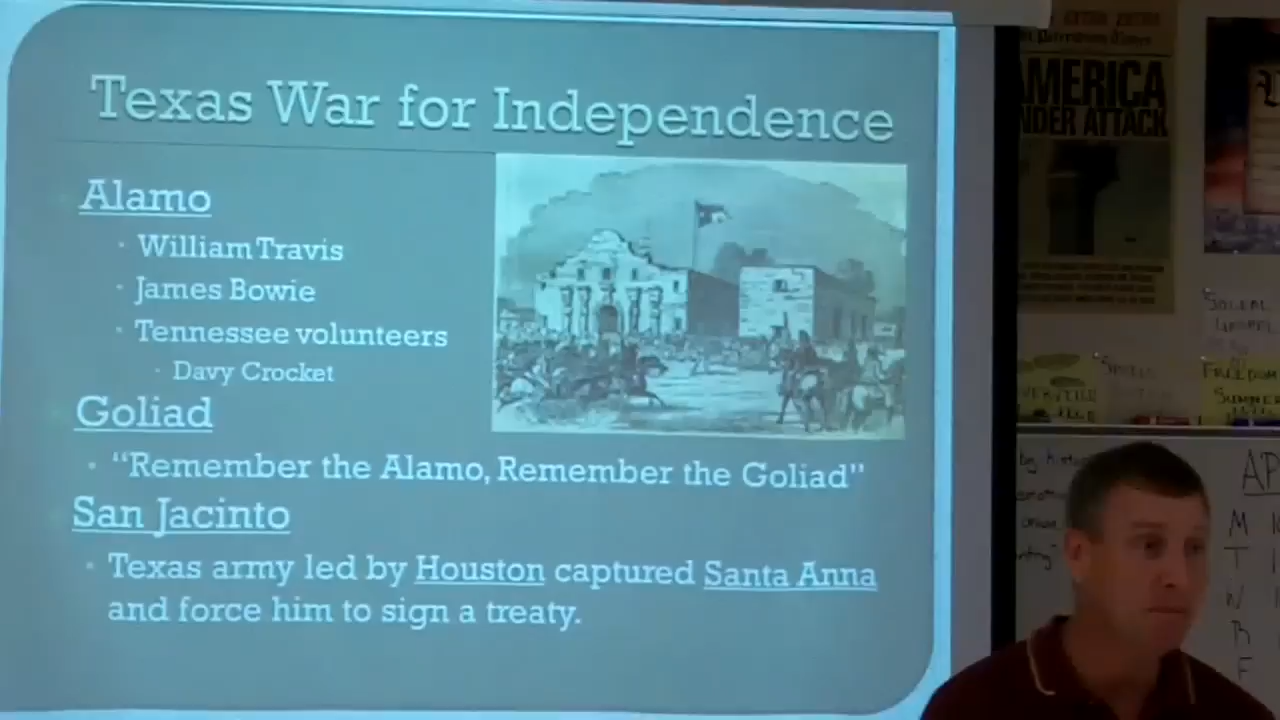 Texas War for Independence
Alamo
William Travis
James Bowie
Tennessee volunteers
Davy Crocket
Goliad
"Remember the Alamo, Remember the Goliad"
San Jacinto
Texas army led by Houston captured Santa Anna
and force him to sign a treaty.
AMERICA
ATTACK
FREEDOM
SUMMER
AP
M
T
W
R
F